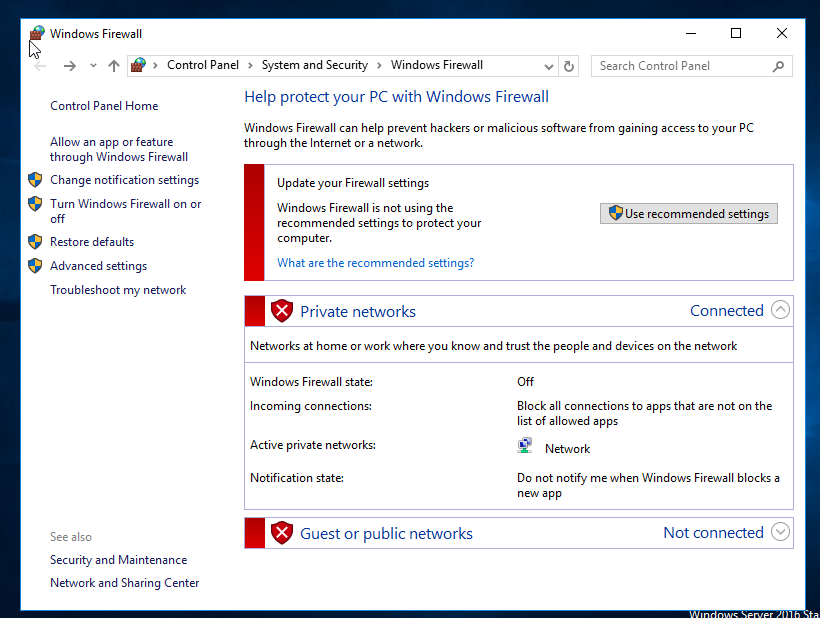 Windows Firewall
Control Panel
System and Security
Windows Firewall
Search Control Panel
Control Panel Home
Allow an app or feature
through Windows Firewall
Change notification settings
Turn Windows Firewall on or
off
Restore defaults
Advanced settings
Troubleshoot my network
See also
Security and Maintenance
Network and Sharing Center
Help protect your PC with Windows Firewall
Windows Firewall can help prevent hackers or malicious software from gaining access to your PC
through the Internet or a network.
Update your Firewall settings
Windows Firewall is not using the
recommended settings to protect your
computer.
What are the recommended settings?
Use recommended settings
Private networks Connected
Networks at home or work where you know and trust the people and devices on the network
Windows Firewall state: Off
Incoming connections: Block all connections to apps that are not on the
list of allowed apps
Active private networks: Network
Notification state: Do not notify me when Windows Firewall blocks a
new app
Guest or public networks Not connected
Windows Server 2016 Sta